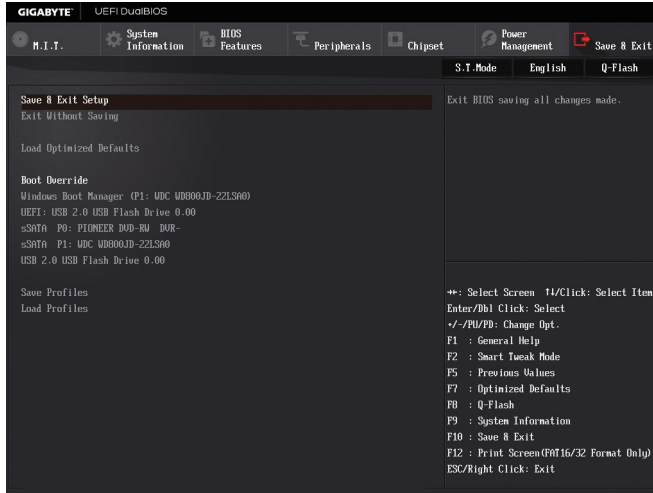 GIGABYTE™ UEFI DualBIOS
M.I.T. System Information BIOS Features Peripherals Chipset Power Management Save & Exit
S.T.Mode English Q-Flash
Save & Exit Setup
Exit Without Saving
Load Optimized Defaults
Boot Override
Windows Boot Manager (P1: WDC WD800JD-22LSA0)
UEFI: USB 2.0 USB Flash Drive 0.00
sSATA P0: PIONEER DVD-RW DVR-
sSATA P1: WDC WD800JD-22LSA0
USB 2.0 USB Flash Drive 0.00
Save Profiles
Load Profiles
Exit BIOS saving all changes made.
→←: Select Screen ↑↓/Click: Select Item
Enter/Dbl Click: Select
+/-/PU/PD: Change Opt.
F1 : General Help
F2 : Smart Tweak Mode
F5 : Previous Values
F7 : Optimized Defaults
F8 : Q-Flash
F9 : System Information
F10 : Save & Exit
F12 : Print Screen(FAT16/32 Format Only)
ESC/Right Click: Exit